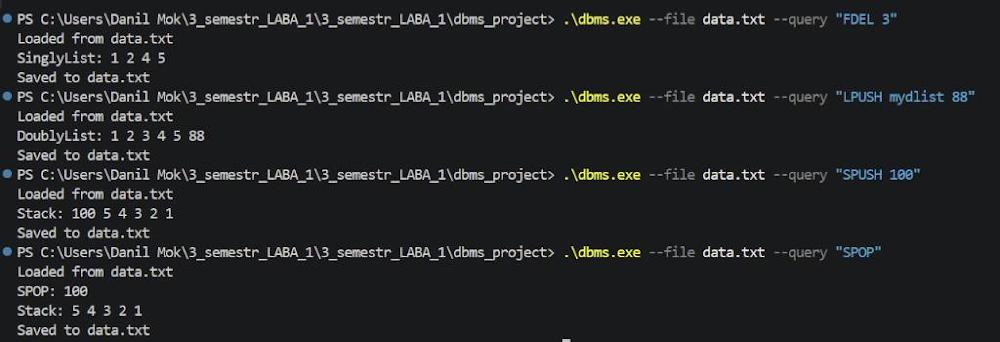 PS C:\Users\Danil Mok\3_semestr_LABA_1\3_semestr_LABA_1\dbms_project> .\dbms.exe --file data.txt --query "FDEL 3"
Loaded from data.txt
SinglyList: 1 2 4 5
Saved to data.txt
PS C:\Users\Danil Mok\3_semestr_LABA_1\3_semestr_LABA_1\dbms_project> .\dbms.exe --file data.txt --query "LPUSH mydlist 88"
Loaded from data.txt
DoublyList: 1 2 3 4 5 88
Saved to data.txt
PS C:\Users\Danil Mok\3_semestr_LABA_1\3_semestr_LABA_1\dbms_project> .\dbms.exe --file data.txt --query "SPUSH 100"
Loaded from data.txt
Stack: 100 5 4 3 2 1
Saved to data.txt
PS C:\Users\Danil Mok\3_semestr_LABA_1\3_semestr_LABA_1\dbms_project> .\dbms.exe --file data.txt --query "SPOP"
Loaded from data.txt
SPOP: 100
Stack: 5 4 3 2 1
Saved to data.txt